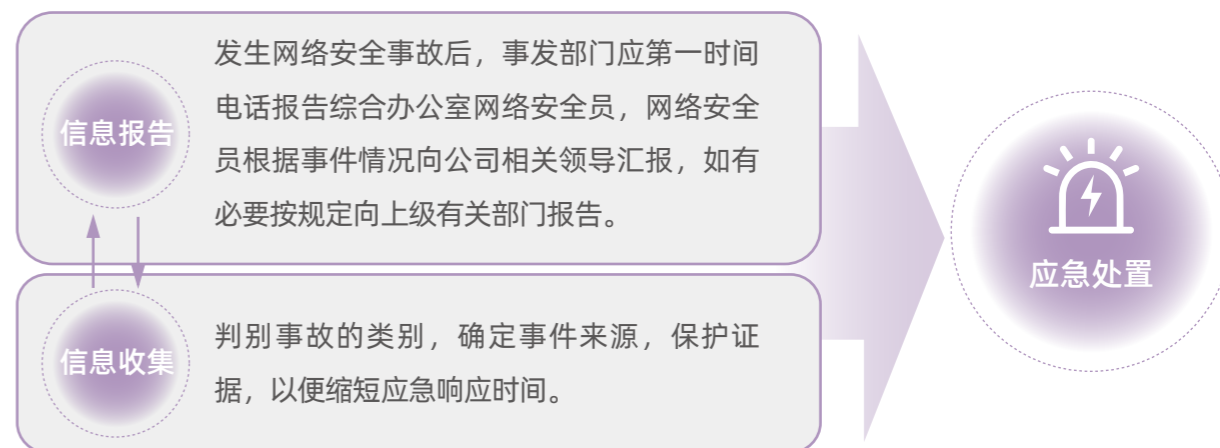 信息报告
发生网络安全事故后，事发部门应第一时间
电话报告综合办公室网络安全员，网络安全
员根据事件情况向公司相关领导汇报，如有
必要按规定向上级有关部门报告。
信息收集
判别事故的类别，确定事件来源，保护证
据，以便缩短应急响应时间。
应急处置